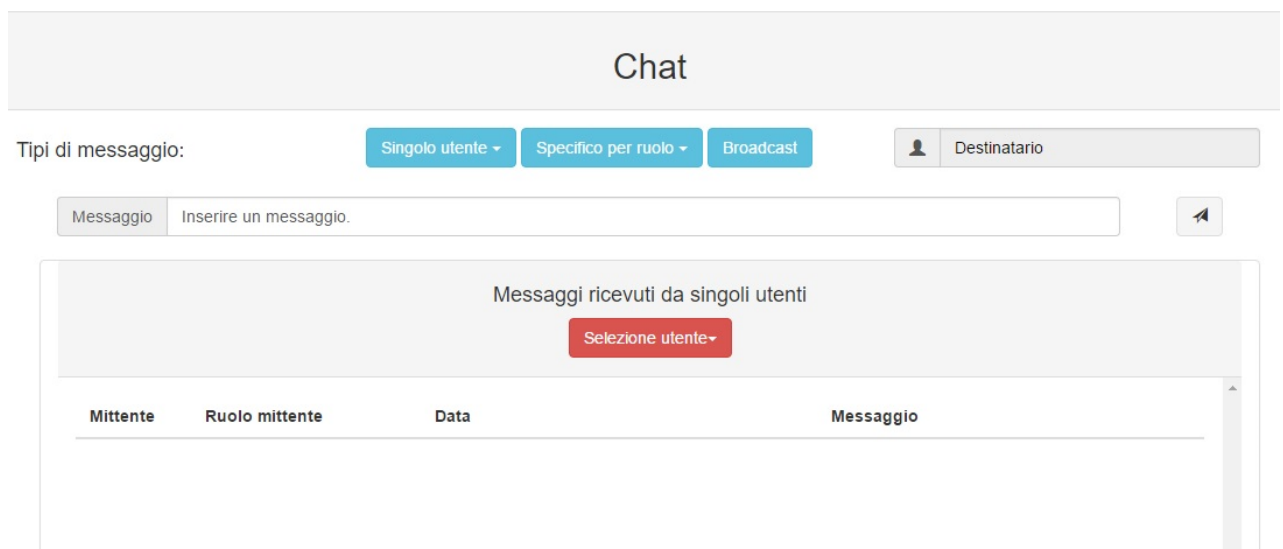 Chat
Tipi di messaggio: Singolo utente Specifico per ruolo Broadcast Destinatario
Messaggio Inserire un messaggio.
Messaggi ricevuti da singoli utenti
Selezione utente
Mittente Ruolo mittente Data Messaggio